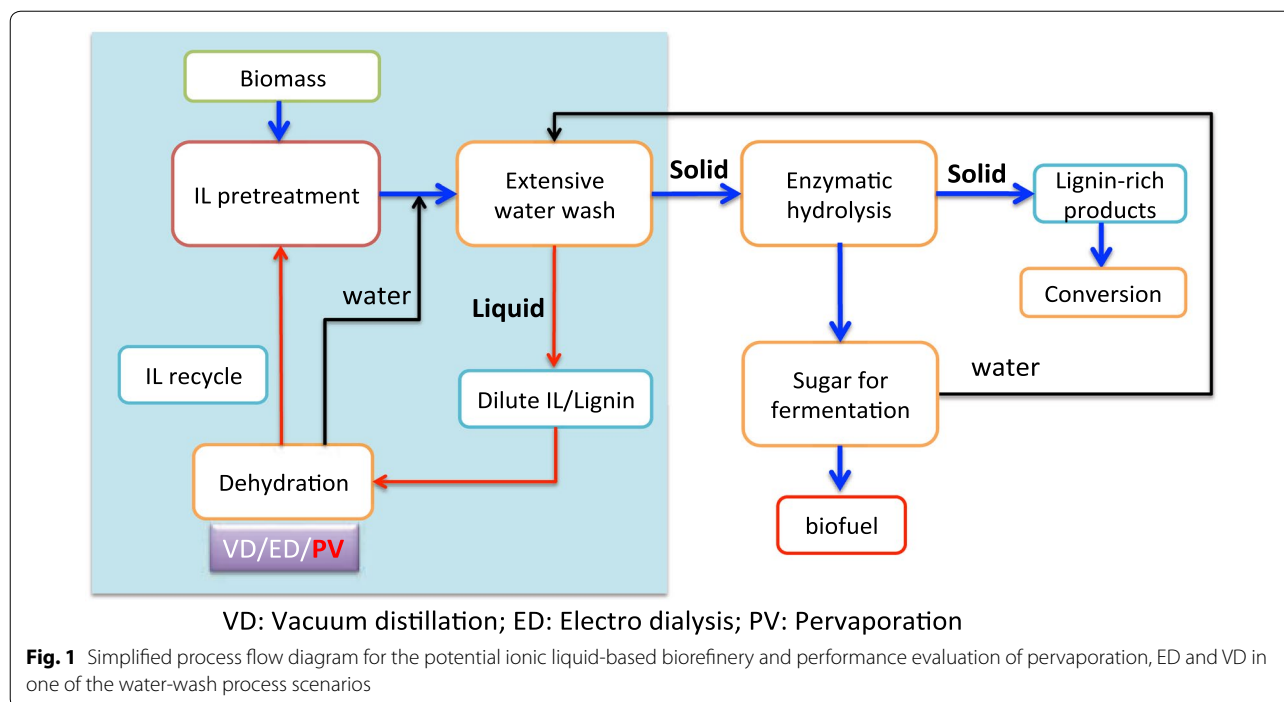 Biomass
IL pretreatment
Extensive
water wash
Solid
Enzymatic
hydrolysis
Solid
Lignin-rich
products
Conversion
water
Liquid
IL recycle
Dilute IL/Lignin
Sugar for
fermentation
water
Dehydration
VD/ED/PV
biofuel
VD: Vacuum distillation; ED: Electro dialysis; PV: Pervaporation
Fig. 1 Simplified process flow diagram for the potential ionic liquid-based biorefinery and performance evaluation of pervaporation, ED and VD in
one of the water-wash process scenarios